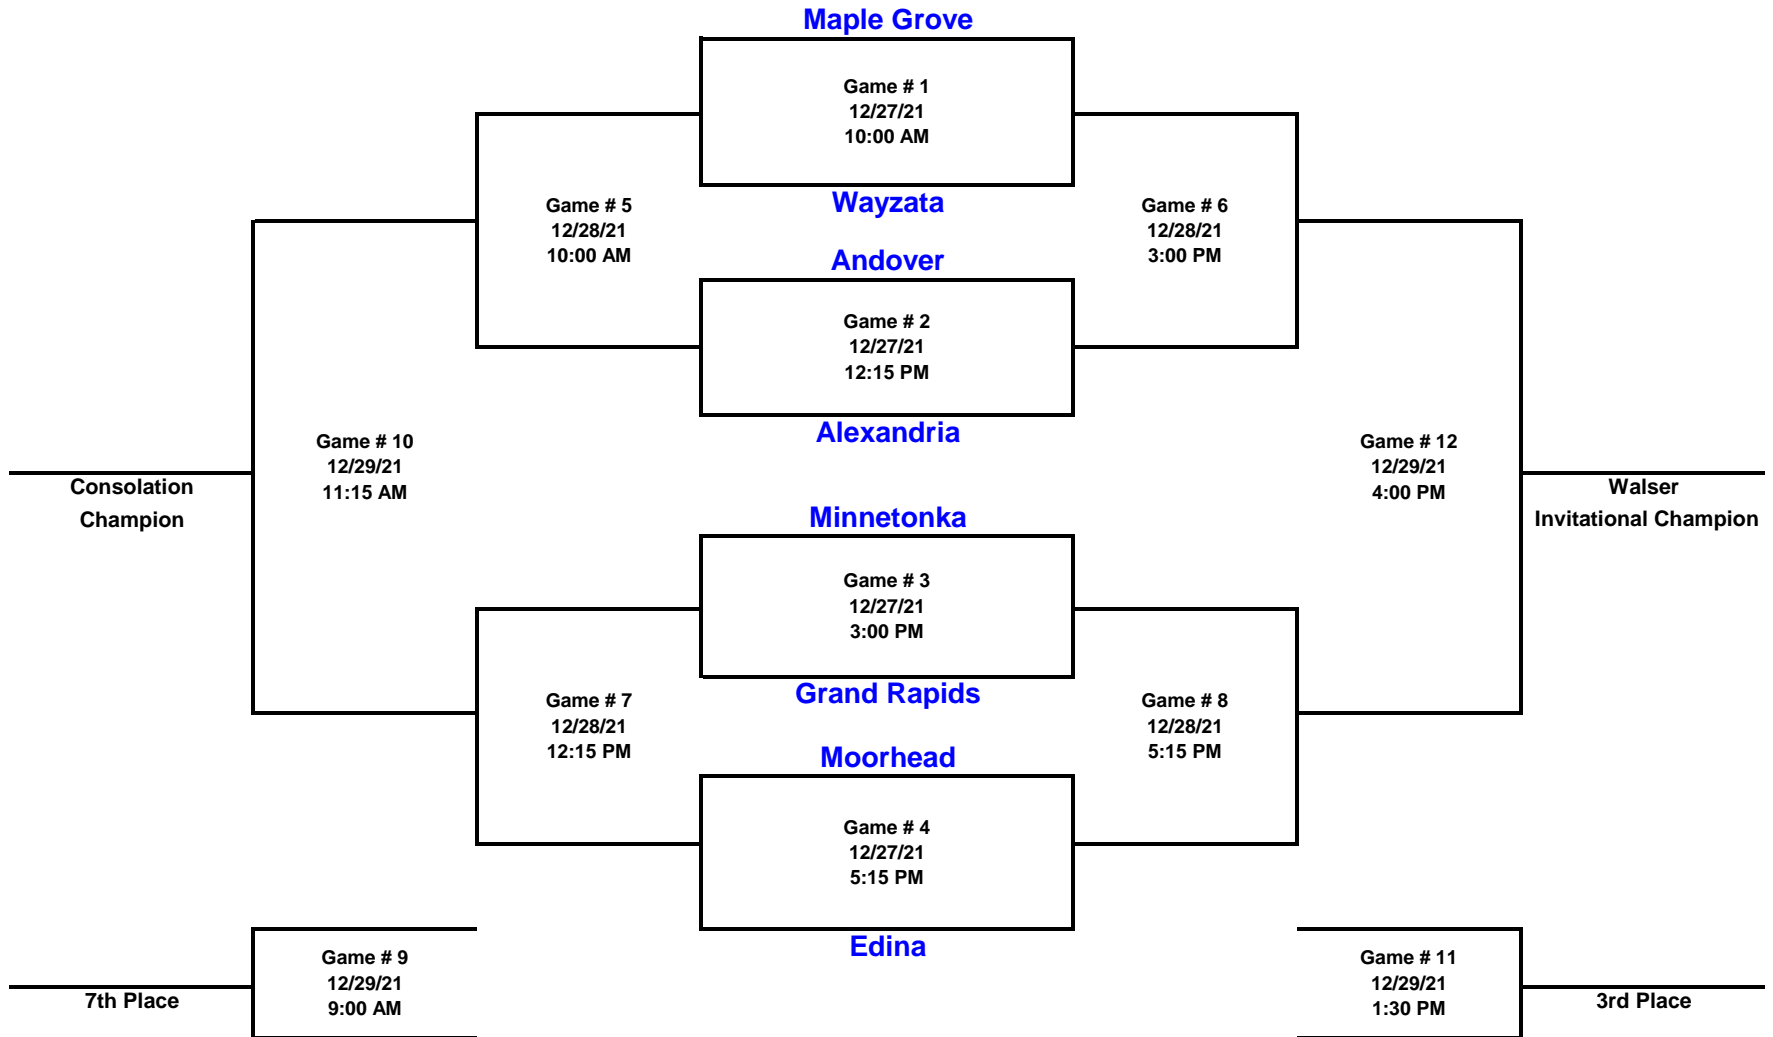 Maple Grove
Game # 1
12/27/21
10:00 AM
Wayzata
Game # 5
12/28/21
10:00 AM
Game # 6
12/28/21
3:00 PM
Andover
Game # 2
12/27/21
12:15 PM
Alexandria
Game # 10
12/29/21
11:15 AM
Game # 12
12/29/21
4:00 PM
Consolation
Champion
Walser
Invitational Champion
Minnetonka
Game # 3
12/27/21
3:00 PM
Grand Rapids
Game # 7
12/28/21
12:15 PM
Game # 8
12/28/21
5:15 PM
Moorhead
Game # 4
12/27/21
5:15 PM
Edina
Game # 9
12/29/21
9:00 AM
7th Place
Game # 11
12/29/21
1:30 PM
3rd Place